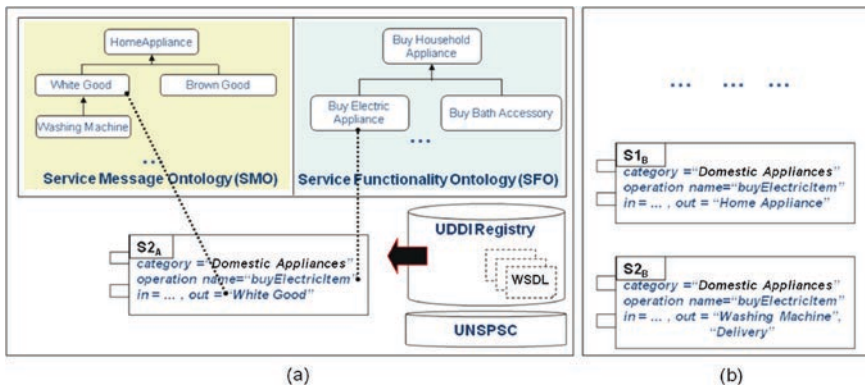 HomeAppliance
White Good
Brown Good
Washing Machine
...
Service Message Ontology (SMO)
Buy Household
Appliance
Buy Electric
Appliance
Buy Bath Accessory
...
Service Functionality Ontology (SFO)
S2A
category ="Domestic Appliances"
operation name="buyElectricItem"
in = ... , out = "White Good"
UDDI Registry
WSDL
UNSPSC
(a)
... ... ...
S1B
category ="Domestic Appliances"
operation name="buyElectricItem"
in = ... , out = "Home Appliance"
S2B
category ="Domestic Appliances"
operation name="buyElectricItem"
in = ... , out = "Washing Machine",
"Delivery"
(b)